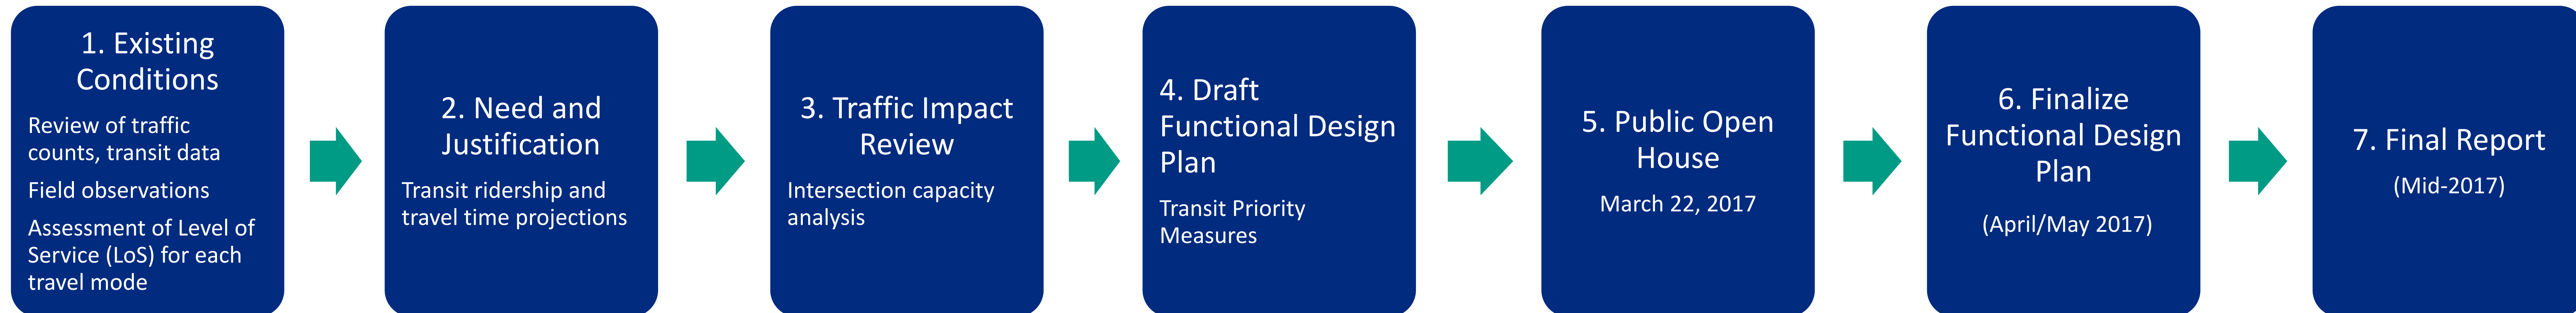 1. Existing
Conditions
Review of traffic
counts, transit data
Field observations
Assessment of Level of
Service (LoS) for each
travel mode
2. Need and
Justification
Transit ridership and
travel time projections
3. Traffic Impact
Review
Intersection capacity
analysis
4. Draft
Functional Design
Plan
Transit Priority
Measures
5. Public Open
House
March 22, 2017
6. Finalize
Functional Design
Plan
(April/May 2017)
7. Final Report
(Mid-2017)